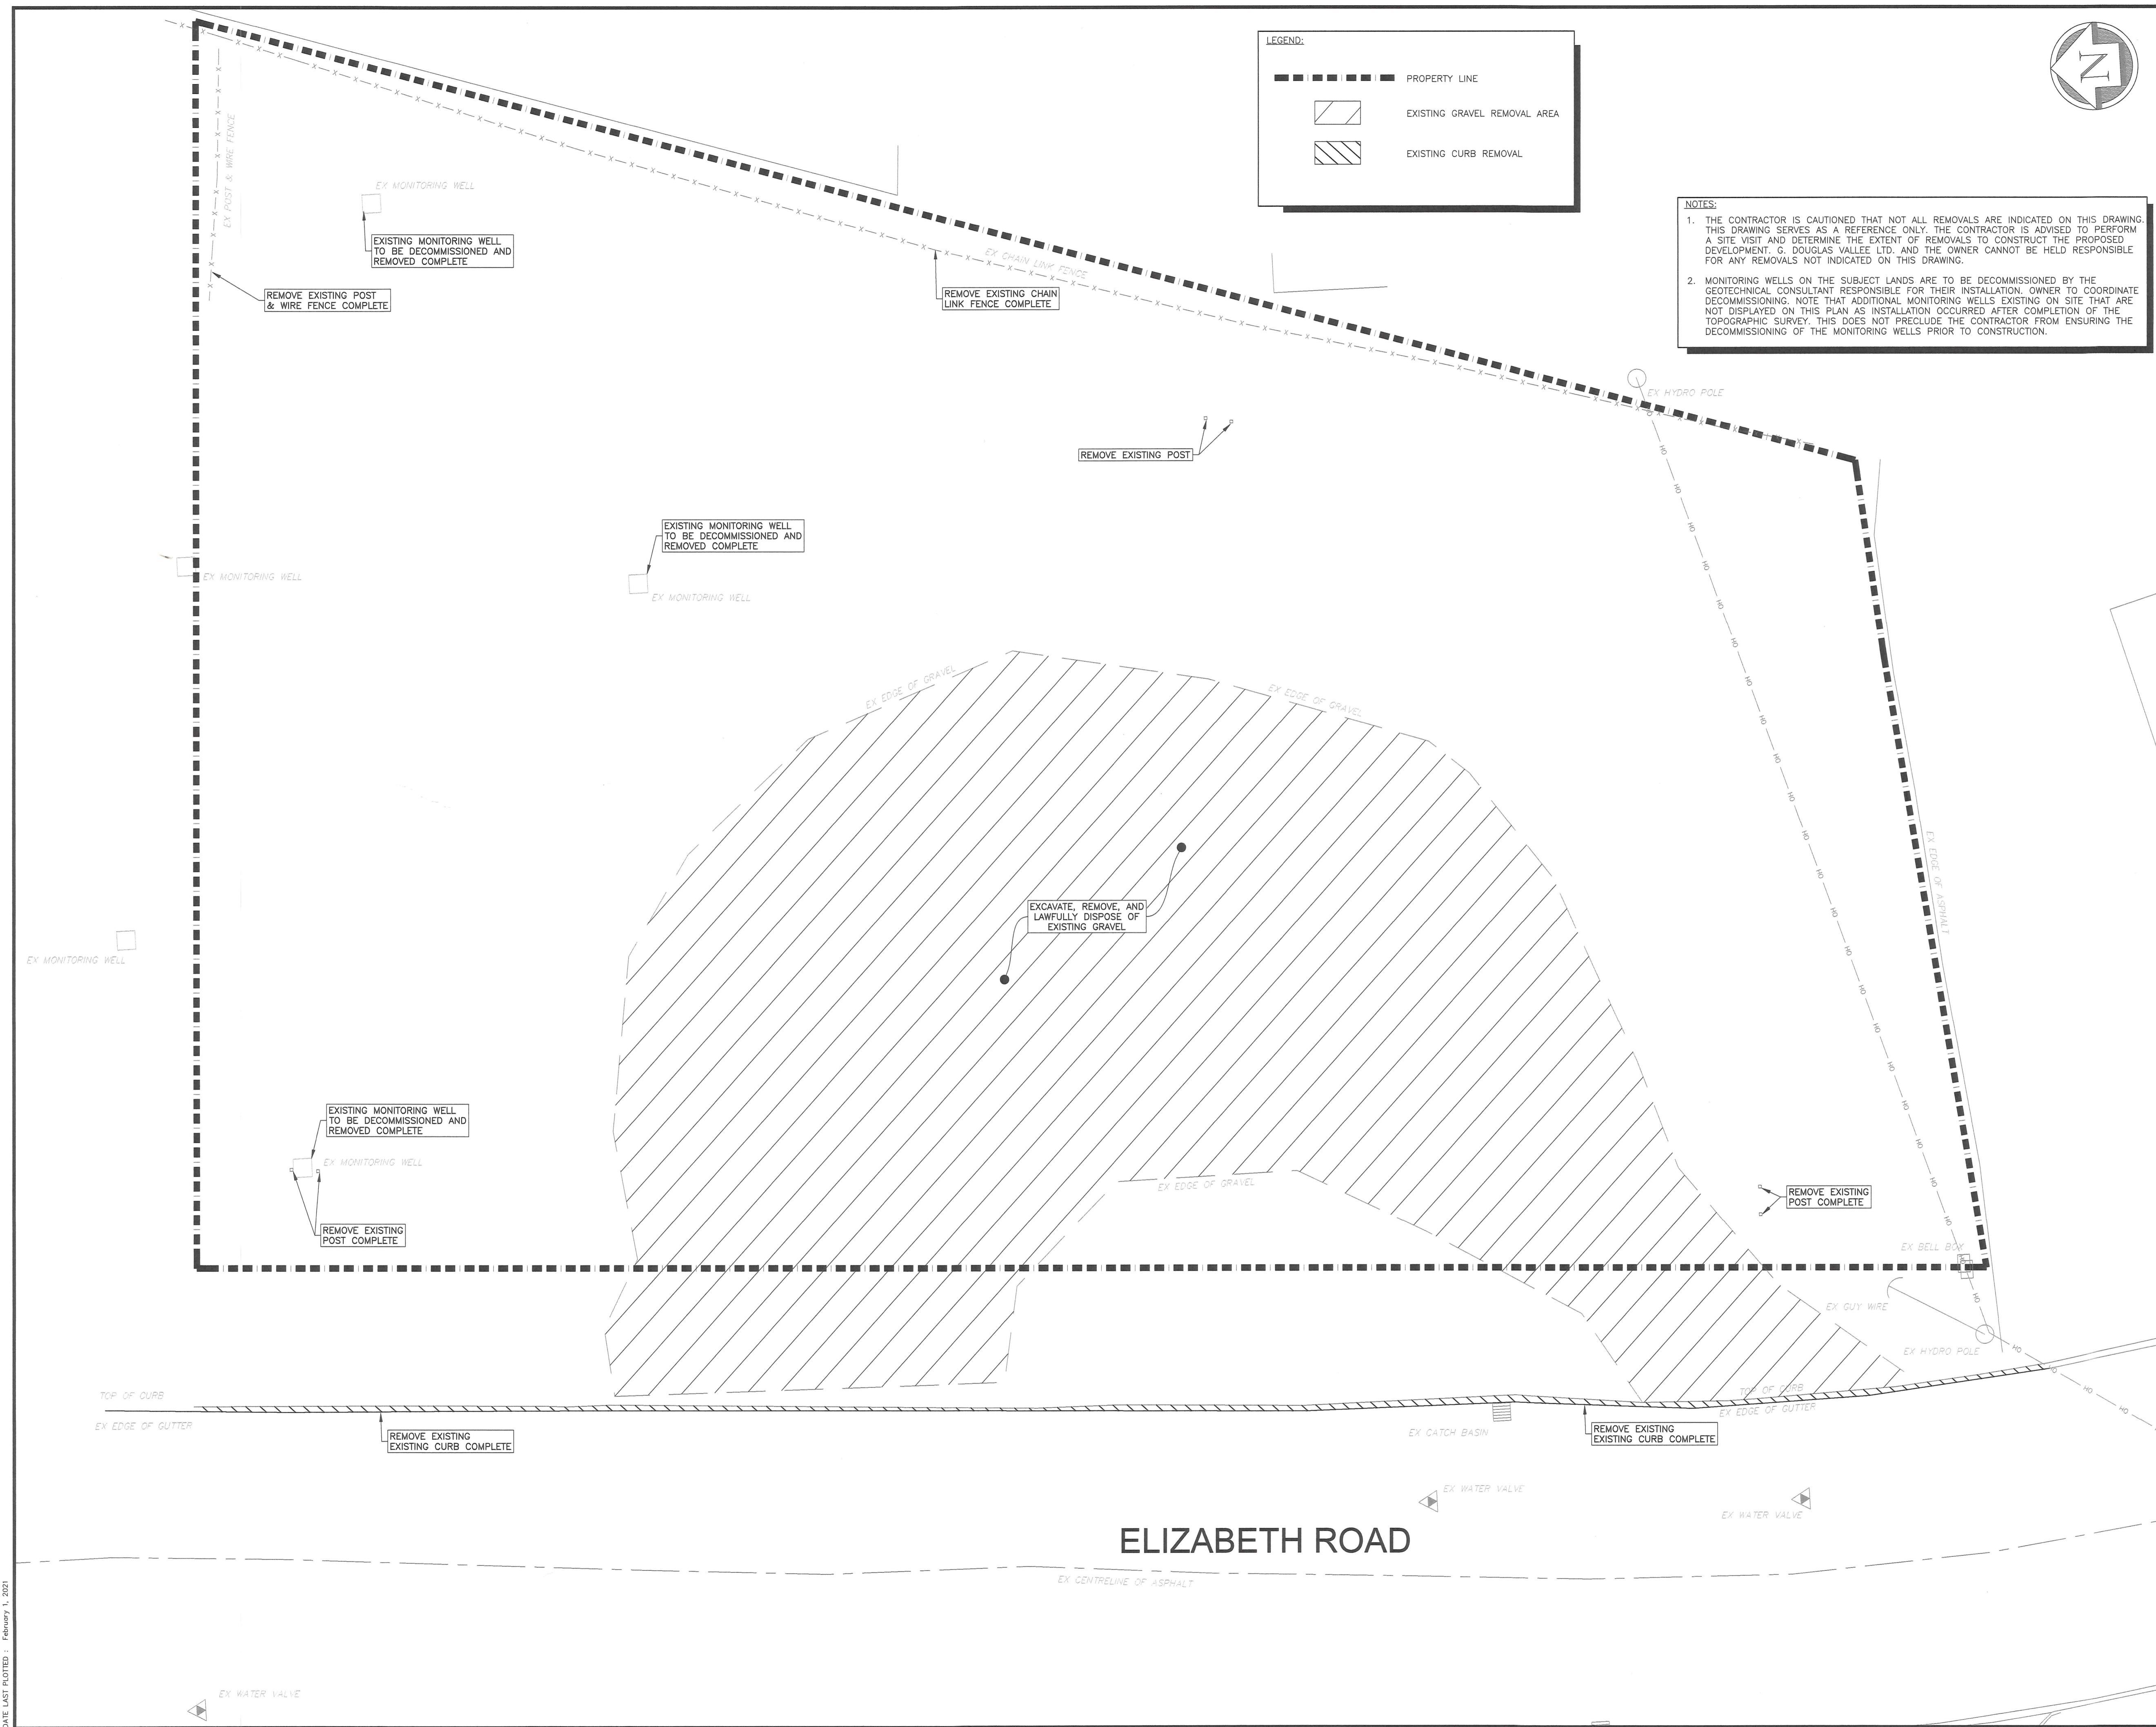 LEGEND:
PROPERTY LINE
EXISTING GRAVEL REMOVAL AREA
EXISTING CURB REMOVAL
N
NOTES:
1. THE CONTRACTOR IS CAUTIONED THAT NOT ALL REMOVALS ARE INDICATED ON THIS DRAWING.
THIS DRAWING SERVES AS A REFERENCE ONLY. THE CONTRACTOR IS ADVISED TO PERFORM
A SITE VISIT AND DETERMINE THE EXTENT OF REMOVALS TO CONSTRUCT THE PROPOSED
DEVELOPMENT. G. DOUGLAS VALLEE LTD. AND THE OWNER CANNOT BE HELD RESPONSIBLE
FOR ANY REMOVALS NOT INDICATED ON THIS DRAWING.
2. MONITORING WELLS ON THE SUBJECT LANDS ARE TO BE DECOMMISSIONED BY THE
GEOTECHNICAL CONSULTANT RESPONSIBLE FOR THEIR INSTALLATION. OWNER TO COORDINATE
DECOMMISSIONING. NOTE THAT ADDITIONAL MONITORING WELLS EXISTING ON SITE THAT ARE
NOT DISPLAYED ON THIS PLAN AS INSTALLATION OCCURRED AFTER COMPLETION OF THE
TOPOGRAPHIC SURVEY. THIS DOES NOT PRECLUDE THE CONTRACTOR FROM ENSURING THE
DECOMMISSIONING OF THE MONITORING WELLS PRIOR TO CONSTRUCTION.
EX POST & WIRE FENCE
EX MONITORING WELL
EXISTING MONITORING WELL
TO BE DECOMMISSIONED AND
REMOVED COMPLETE
REMOVE EXISTING POST
& WIRE FENCE COMPLETE
EX CHAIN LINK FENCE
REMOVE EXISTING CHAIN
LINK FENCE COMPLETE
EX HYDRO POLE
REMOVE EXISTING POST
EXISTING MONITORING WELL
TO BE DECOMMISSIONED AND
REMOVED COMPLETE
EX MONITORING WELL
EX MONITORING WELL
EX EDGE OF GRAVEL
EX EDGE OF GRAVEL
EX EDGE OF ASPHALT
EXCAVATE, REMOVE, AND
LAWFULLY DISPOSE OF
EXISTING GRAVEL
EX MONITORING WELL
EXISTING MONITORING WELL
TO BE DECOMMISSIONED AND
REMOVED COMPLETE
EX MONITORING WELL
EX EDGE OF GRAVEL
REMOVE EXISTING
POST COMPLETE
REMOVE EXISTING
POST COMPLETE
EX BELL BOX
EX GUY WIRE
EX HYDRO POLE
TOP OF CURB
EX EDGE OF GUTTER
TOP OF CURB
EX EDGE OF GUTTER
REMOVE EXISTING
EXISTING CURB COMPLETE
EX CATCH BASIN
REMOVE EXISTING
EXISTING CURB COMPLETE
EX WATER VALVE
EX WATER VALVE
ELIZABETH ROAD
EX CENTRELINE OF ASPHALT
EX WATER VALVE
DATE LAST PLOTTED : February 1, 2021